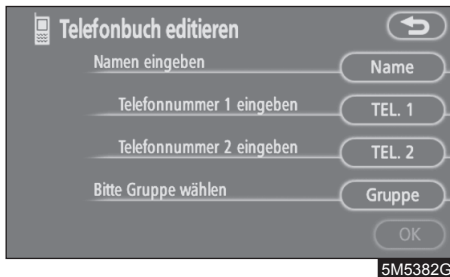 Telefonbuch editieren
Namen eingeben Name
Telefonnummer 1 eingeben TEL. 1
Telefonnummer 2 eingeben TEL. 2
Bitte Gruppe wählen Gruppe
OK
5M5382G